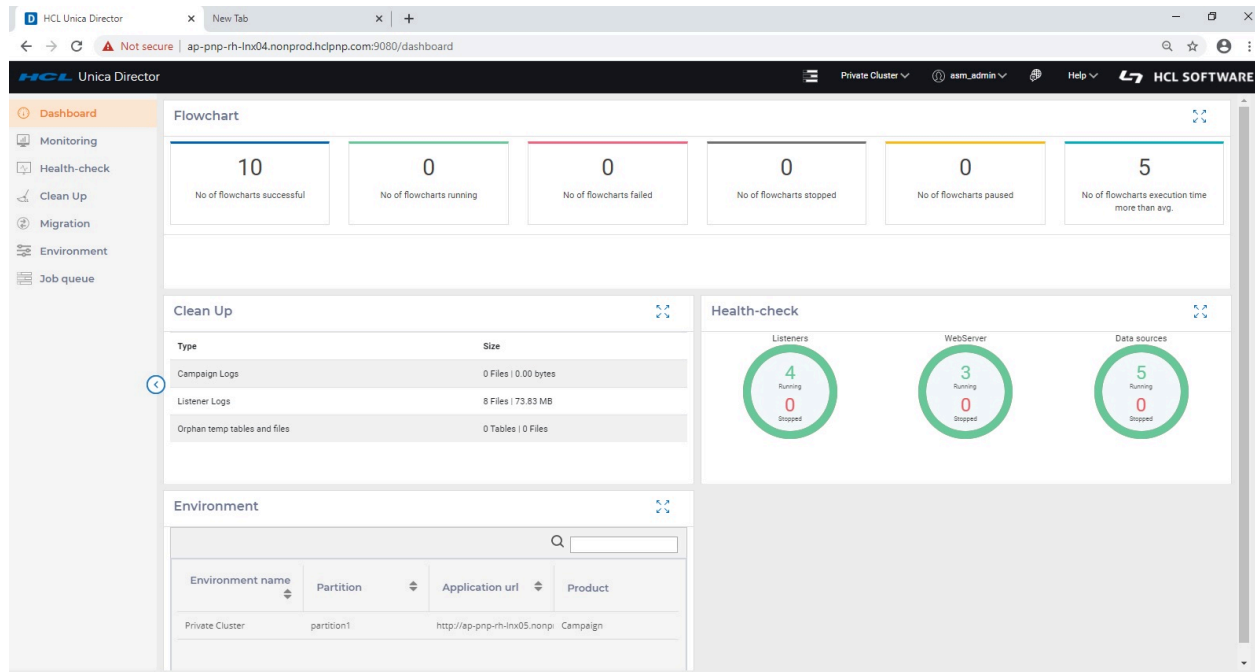 HCL Unica Director
New Tab
Not secure | ap-pnp-rh-lnx04.nonprod.hclpnp.com:9080/dashboard
HCL Unica Director
Private Cluster
asm_admin
Help
HCL SOFTWARE
Dashboard
Monitoring
Health-check
Clean Up
Migration
Environment
Job queue
Flowchart
10
No of flowcharts successful
0
No of flowcharts running
0
No of flowcharts failed
0
No of flowcharts stopped
0
No of flowcharts paused
5
No of flowcharts execution time
more than avg.
Clean Up
Type Size
Campaign Logs 0 Files | 0.00 bytes
Listener Logs 8 Files | 73.83 MB
Orphan temp tables and files 0 Tables | 0 Files
Health-check
Listeners
4
Running
0
Stopped
WebServer
3
Running
0
Stopped
Data sources
5
Running
0
Stopped
Environment
Environment name Partition Application url Product
Private Cluster partition1 http://ap-pnp-rh-lnx05.nonp Campaign